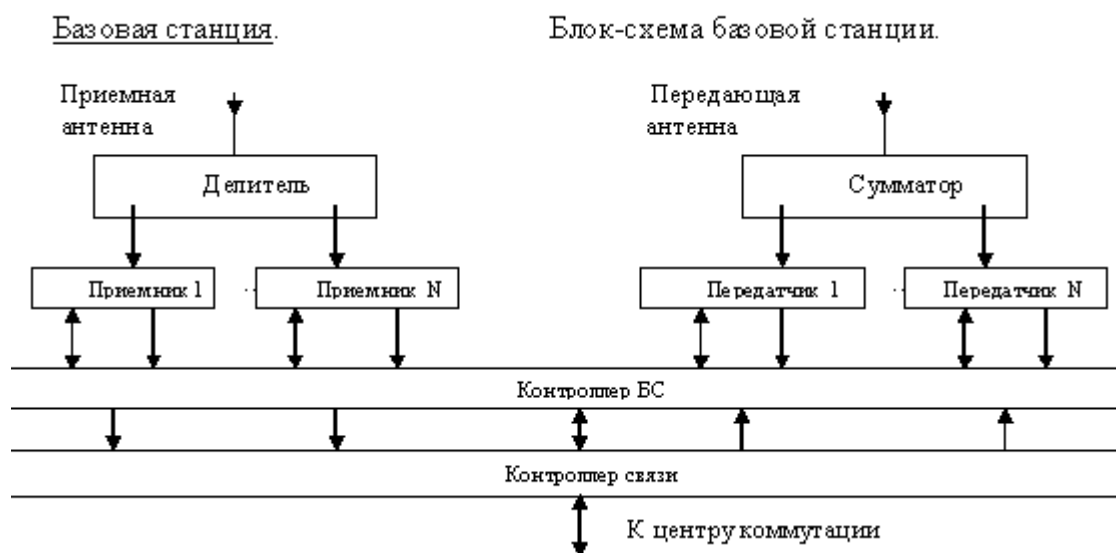 Базовая станция.
Блок-схема базовой станции.
Приемная
антенна
Передающая
антенна
Делитель
Сумматор
Приемник 1
Приемник N
Передатчик 1
Передатчик N
Контроллер БС
Контроллер связи
К центру коммутации